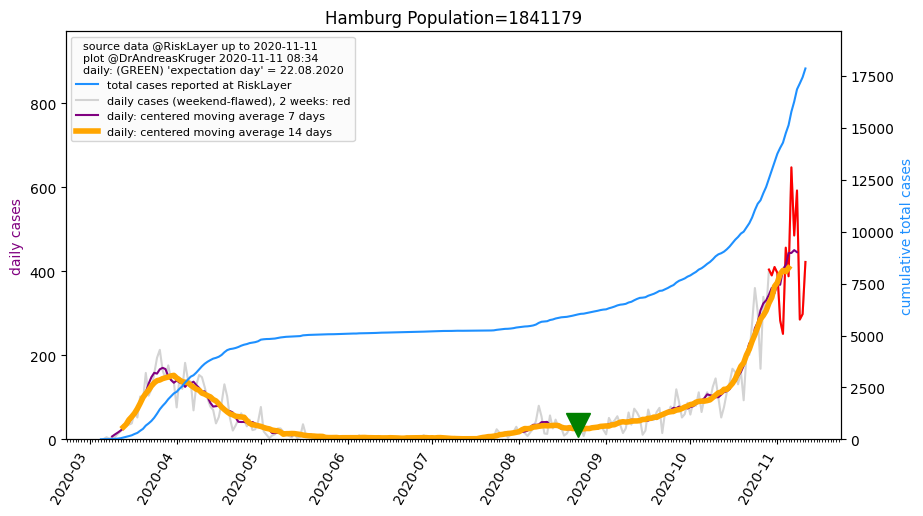 Hamburg Population=1841179
source data @RiskLayer up to 2020-11-11
plot @DrAndreasKruger 2020-11-11 08:34
daily: (GREEN) 'expectation day' = 22.08.2020
total cases reported at RiskLayer
daily cases (weekend-flawed), 2 weeks: red
daily: centered moving average 7 days
daily: centered moving average 14 days
daily cases
800
600
400
200
0
17500
15000
12500
10000
7500
5000
2500
0
cumulative total cases
2020-03
2020-04
2020-05
2020-06
2020-07
2020-08
2020-09
2020-10
2020-11